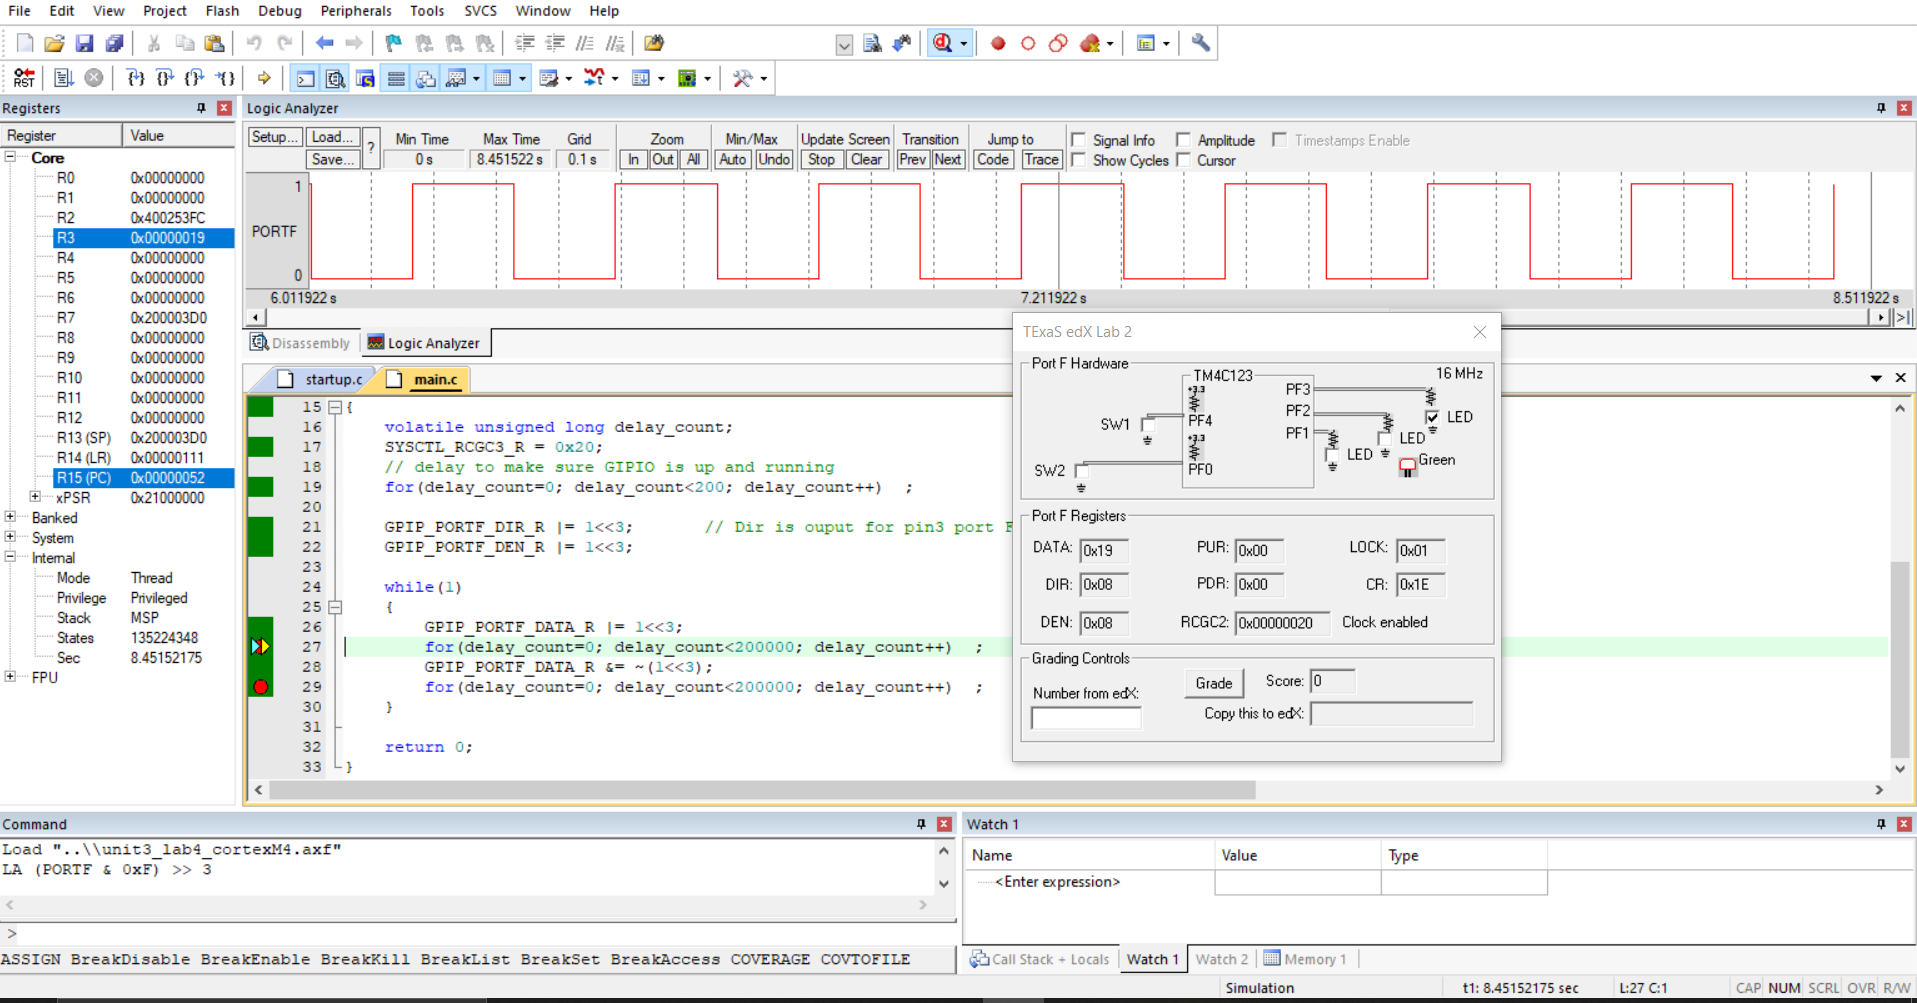 File Edit View Project Flash Debug Peripherals Tools SVCS Window Help
RST
Registers
Register Value
Core
R0 0x00000000
R1 0x00000000
R2 0x400253FC
R3 0x00000019
R4 0x00000000
R5 0x00000000
R6 0x00000000
R7 0x200003D0
R8 0x00000000
R9 0x00000000
R10 0x00000000
R11 0x00000000
R12 0x00000000
R13 (SP) 0x200003D0
R14 (LR) 0x00000111
R15 (PC) 0x00000052
xPSR 0x21000000
Banked
System
Internal
Mode Thread
Privilege Privileged
Stack MSP
States 135224348
Sec 8.45152175
FPU
Logic Analyzer
Setup... Load... ? Min Time Max Time Grid Zoom Min/Max Update Screen Transition Jump to Signal Info Amplitude Timestamps Enable
Save... 0 s 8.451522 s 0.1 s In Out All Auto Undo Stop Clear Prev Next Code Trace Show Cycles Cursor
1
PORTF
0
6.011922 s 7.211922 s 8.511922 s
Disassembly Logic Analyzer
startup.c main.c
15 {
16 volatile unsigned long delay_count;
17 SYSCTL_RCGC3_R = 0x20;
18 // delay to make sure GIPIO is up and running
19 for(delay_count=0; delay_count<200; delay_count++) ;
20
21 GPIP_PORTF_DIR_R |= 1<<3; // Dir is ouput for pin3 port F
22 GPIP_PORTF_DEN_R |= 1<<3;
23
24 while(1)
25 {
26 GPIP_PORTF_DATA_R |= 1<<3;
27 for(delay_count=0; delay_count<200000; delay_count++) ;
28 GPIP_PORTF_DATA_R &= ~(1<<3);
29 for(delay_count=0; delay_count<200000; delay_count++) ;
30 }
31
32 return 0;
33 }
TExaS edX Lab 2
Port F Hardware
TM4C123 16 MHz
+3.3 PF3
SW1 PF4 PF2 LED
+3.3 PF1 LED
SW2 PF0 LED Green
Port F Registers
DATA: 0x19 PUR: 0x00 LOCK: 0x01
DIR: 0x08 PDR: 0x00 CR: 0x1E
DEN: 0x08 RCGC2: 0x00000020 Clock enabled
Grading Controls
Number from edX: Grade Score: 0
Copy this to edX:
Command
Load "..\\unit3_lab4_cortexM4.axf"
LA (PORTF & 0xF) >> 3
>
ASSIGN BreakDisable BreakEnable BreakKill BreakList BreakSet BreakAccess COVERAGE COVTOFILE
Watch 1
Name Value Type
<Enter expression>
Call Stack + Locals Watch 1 Watch 2 Memory 1
Simulation t1: 8.45152175 sec L:27 C:1 CAP NUM SCRL OVR R/W